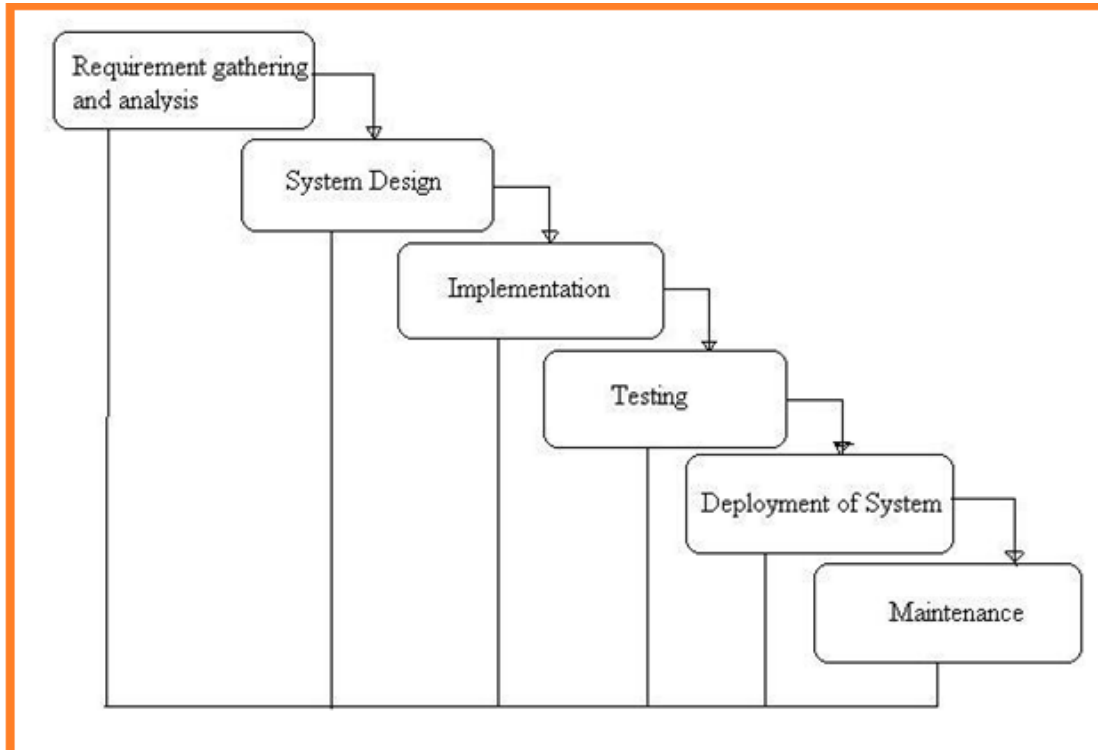 Requirement gathering
and analysis
System Design
Implementation
Testing
Deployment of System
Maintenance